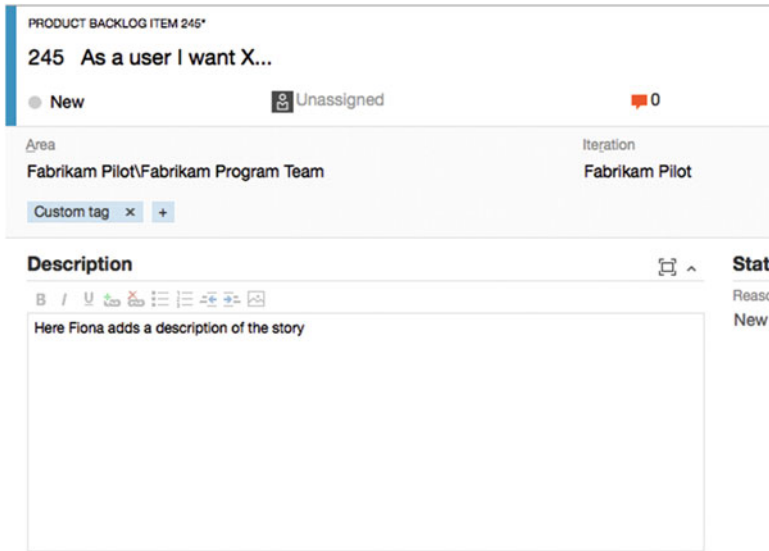 PRODUCT BACKLOG ITEM 245*
245 As a user I want X...
New Unassigned 0
Area Iteration
Fabrikam Pilot\Fabrikam Program Team Fabrikam Pilot
Custom tag × +
Description Stat
B I U Reaso
Here Fiona adds a description of the story New